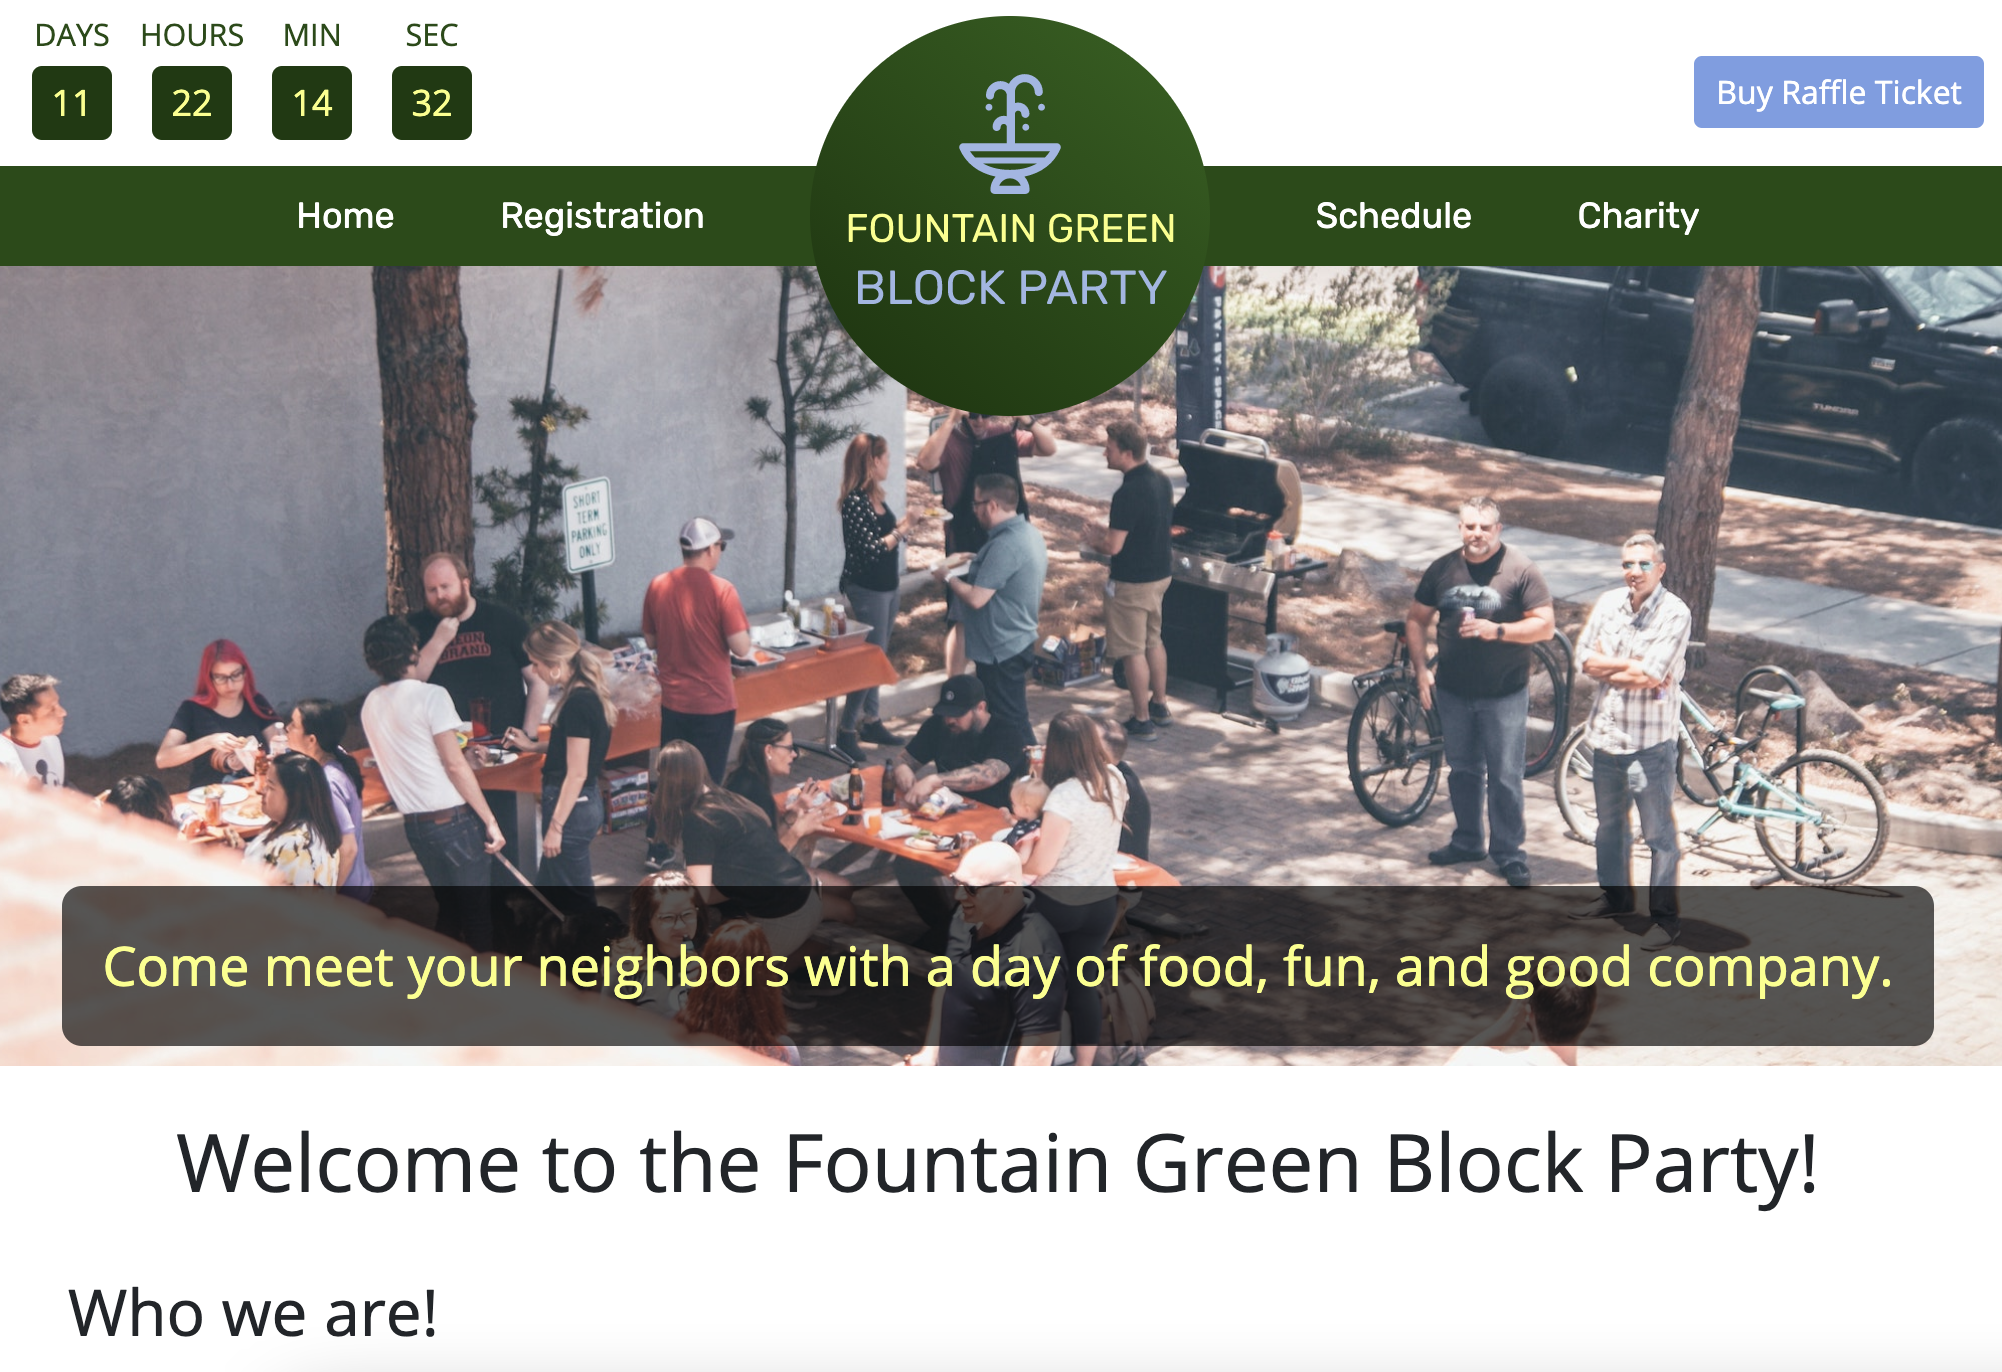 DAYS HOURS MIN SEC
11 22 14 32
Buy Raffle Ticket
Home Registration Schedule Charity
FOUNTAIN GREEN
BLOCK PARTY
SHORT
TERM
PARKING
ONLY
TUNDRA
Come meet your neighbors with a day of food, fun, and good company.
Welcome to the Fountain Green Block Party!
Who we are!